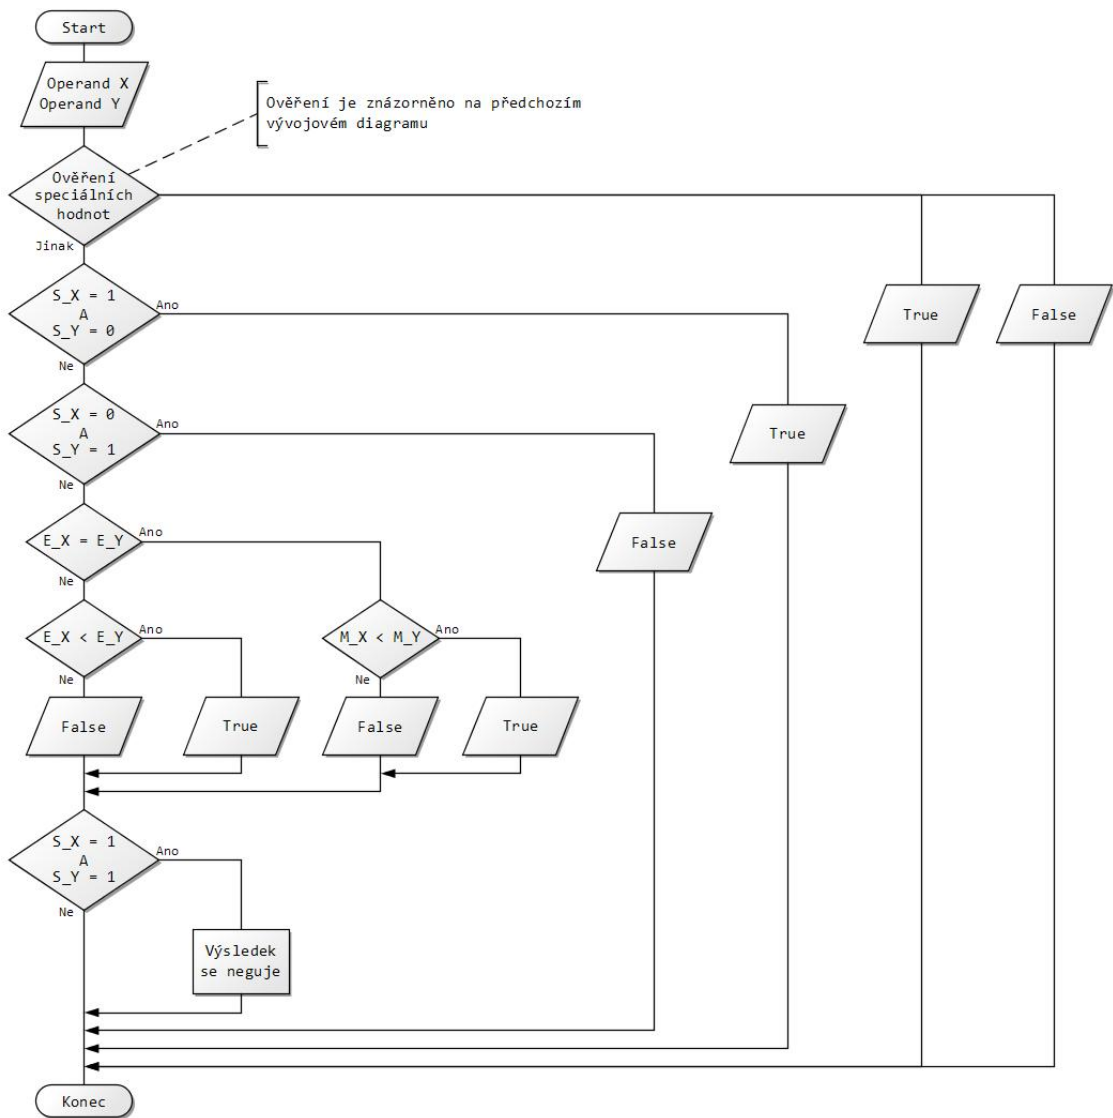 Start
Operand X
Operand Y
Ověření je znázorněno na předchozím
vývojovém diagramu
Ověření
speciálních
hodnot
Jinak
S_X = 1
A
S_Y = 0
Ano
True
False
Ne
S_X = 0
A
S_Y = 1
Ano
True
Ne
E_X = E_Y
Ano
False
Ne
E_X < E_Y
Ano
M_X < M_Y
Ano
Ne
Ne
False
True
False
True
S_X = 1
A
S_Y = 1
Ano
Ne
Výsledek
se neguje
Konec